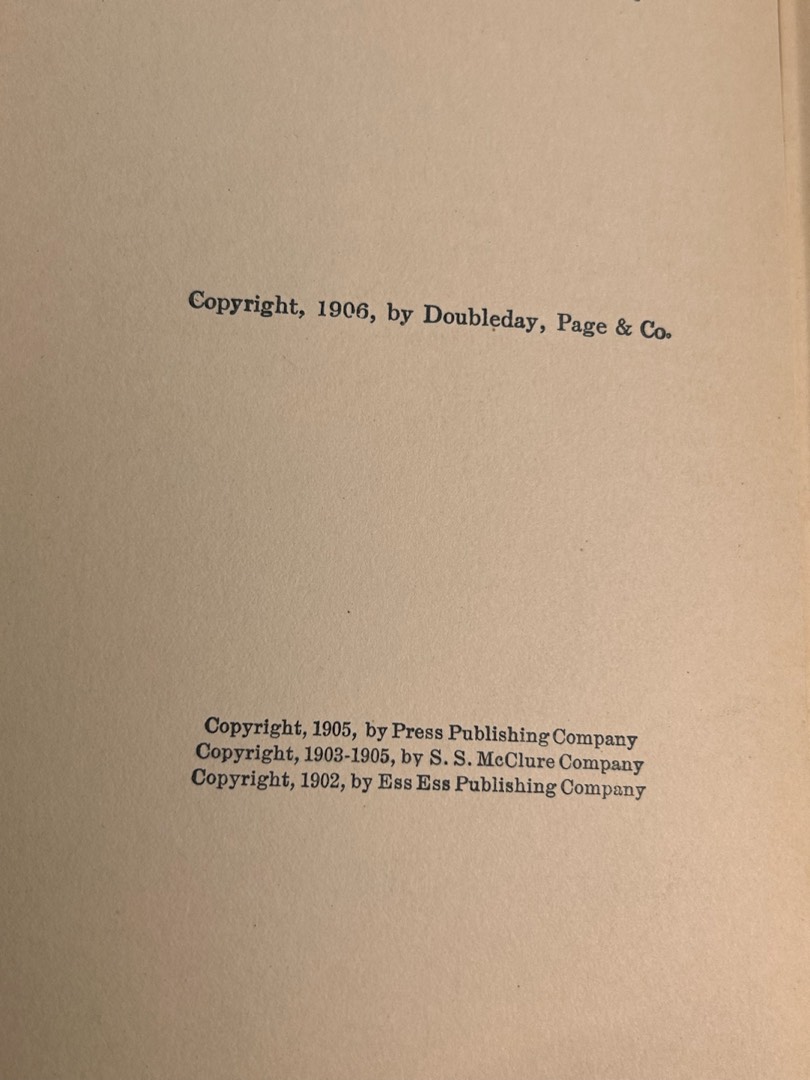 Copyright, 1906, by Doubleday, Page & Co.
Copyright, 1905, by Press Publishing Company
Copyright, 1903-1905, by S. S. McClure Company
Copyright, 1902, by Ess Ess Publishing Company